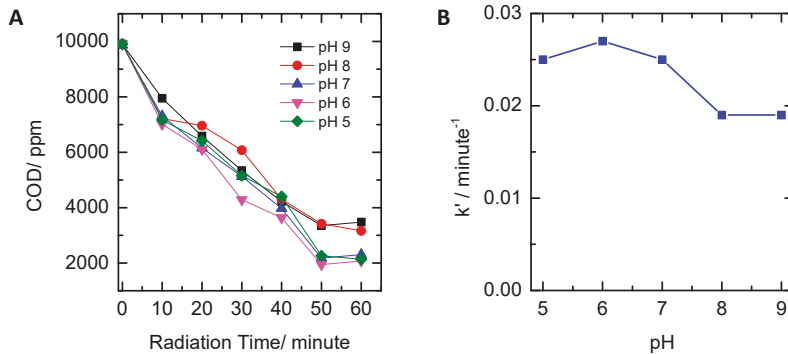 A
COD/ ppm
10000
8000
6000
4000
2000
0 10 20 30 40 50 60
Radiation Time/ minute
pH 9
pH 8
pH 7
pH 6
pH 5
B
k' / minute-1
0.03
0.02
0.01
0.00
5 6 7 8 9
pH